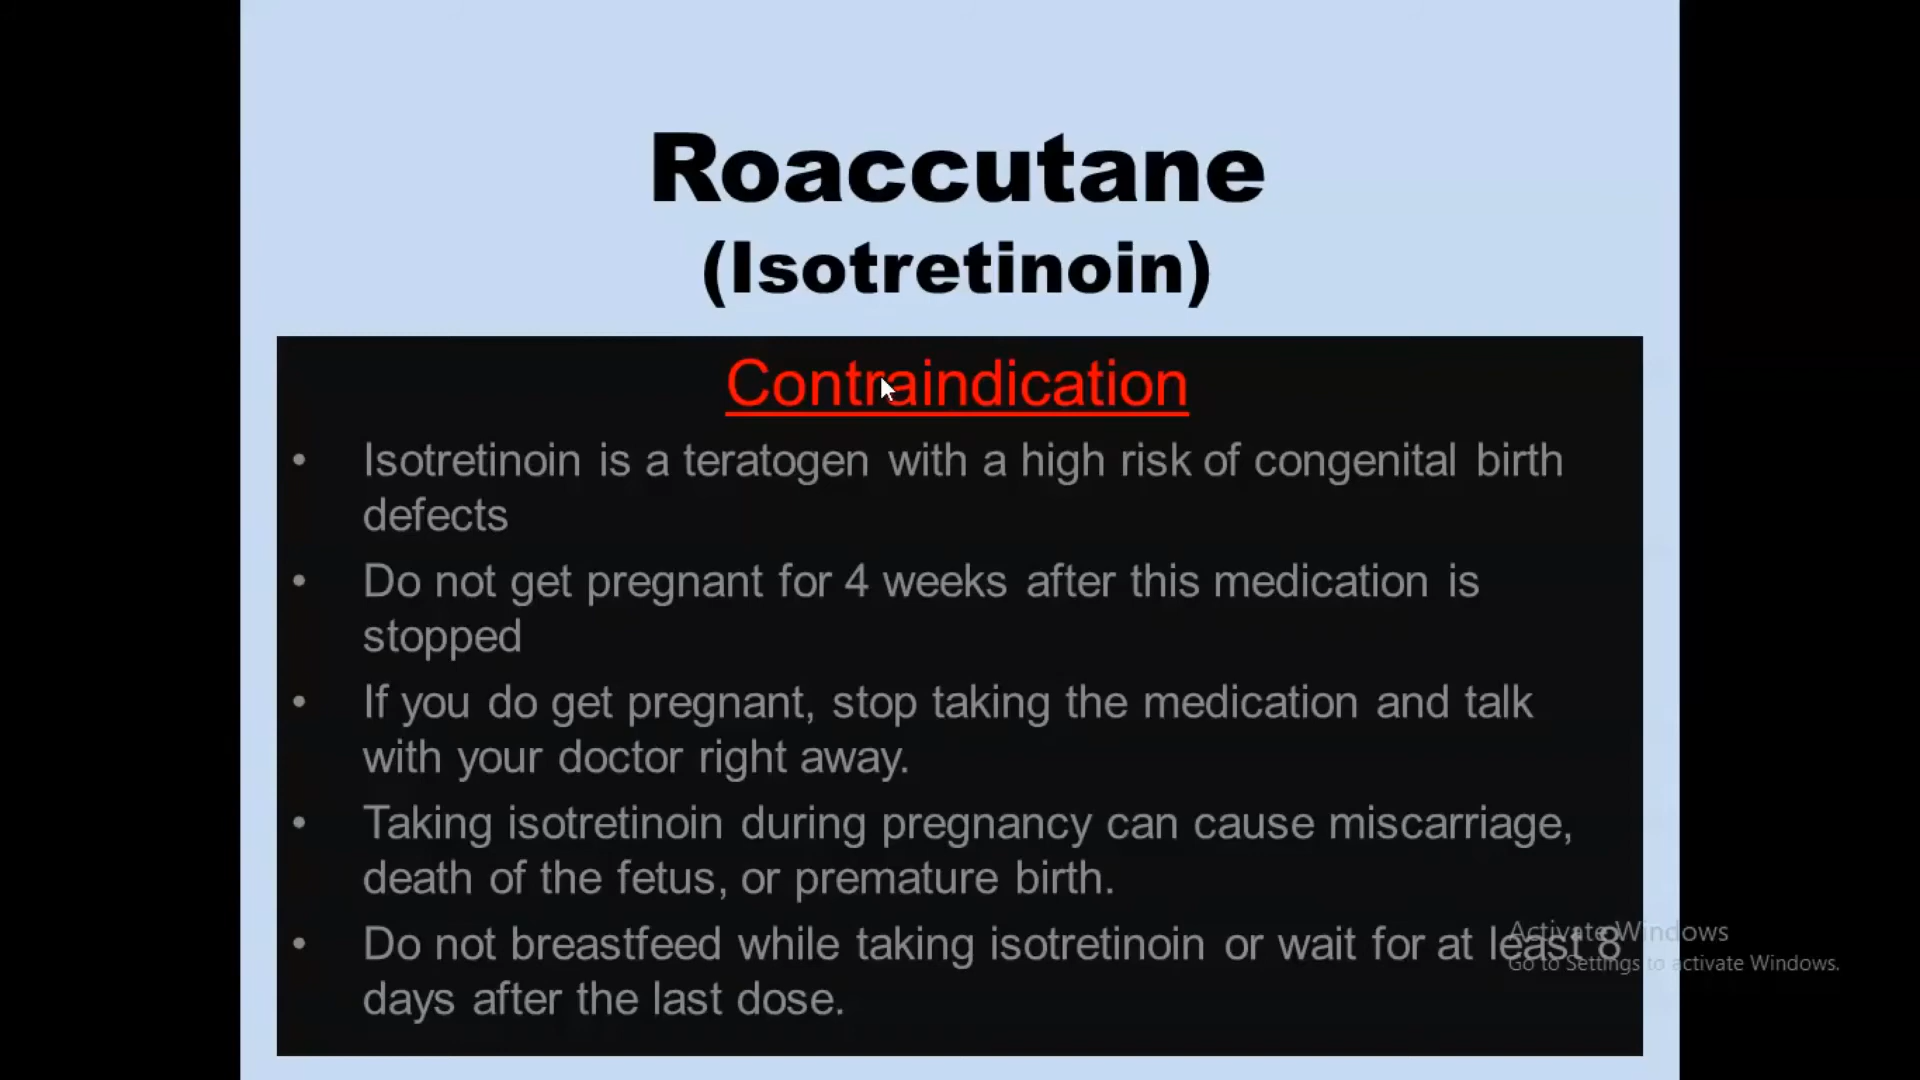 Roaccutane
(Isotretinoin)
Contraindication
• Isotretinoin is a teratogen with a high risk of congenital birth
defects
• Do not get pregnant for 4 weeks after this medication is
stopped
• If you do get pregnant, stop taking the medication and talk
with your doctor right away.
• Taking isotretinoin during pregnancy can cause miscarriage,
death of the fetus, or premature birth.
• Do not breastfeed while taking isotretinoin or wait for at least 8
days after the last dose.
Activate Windows
Go to Settings to activate Windows.